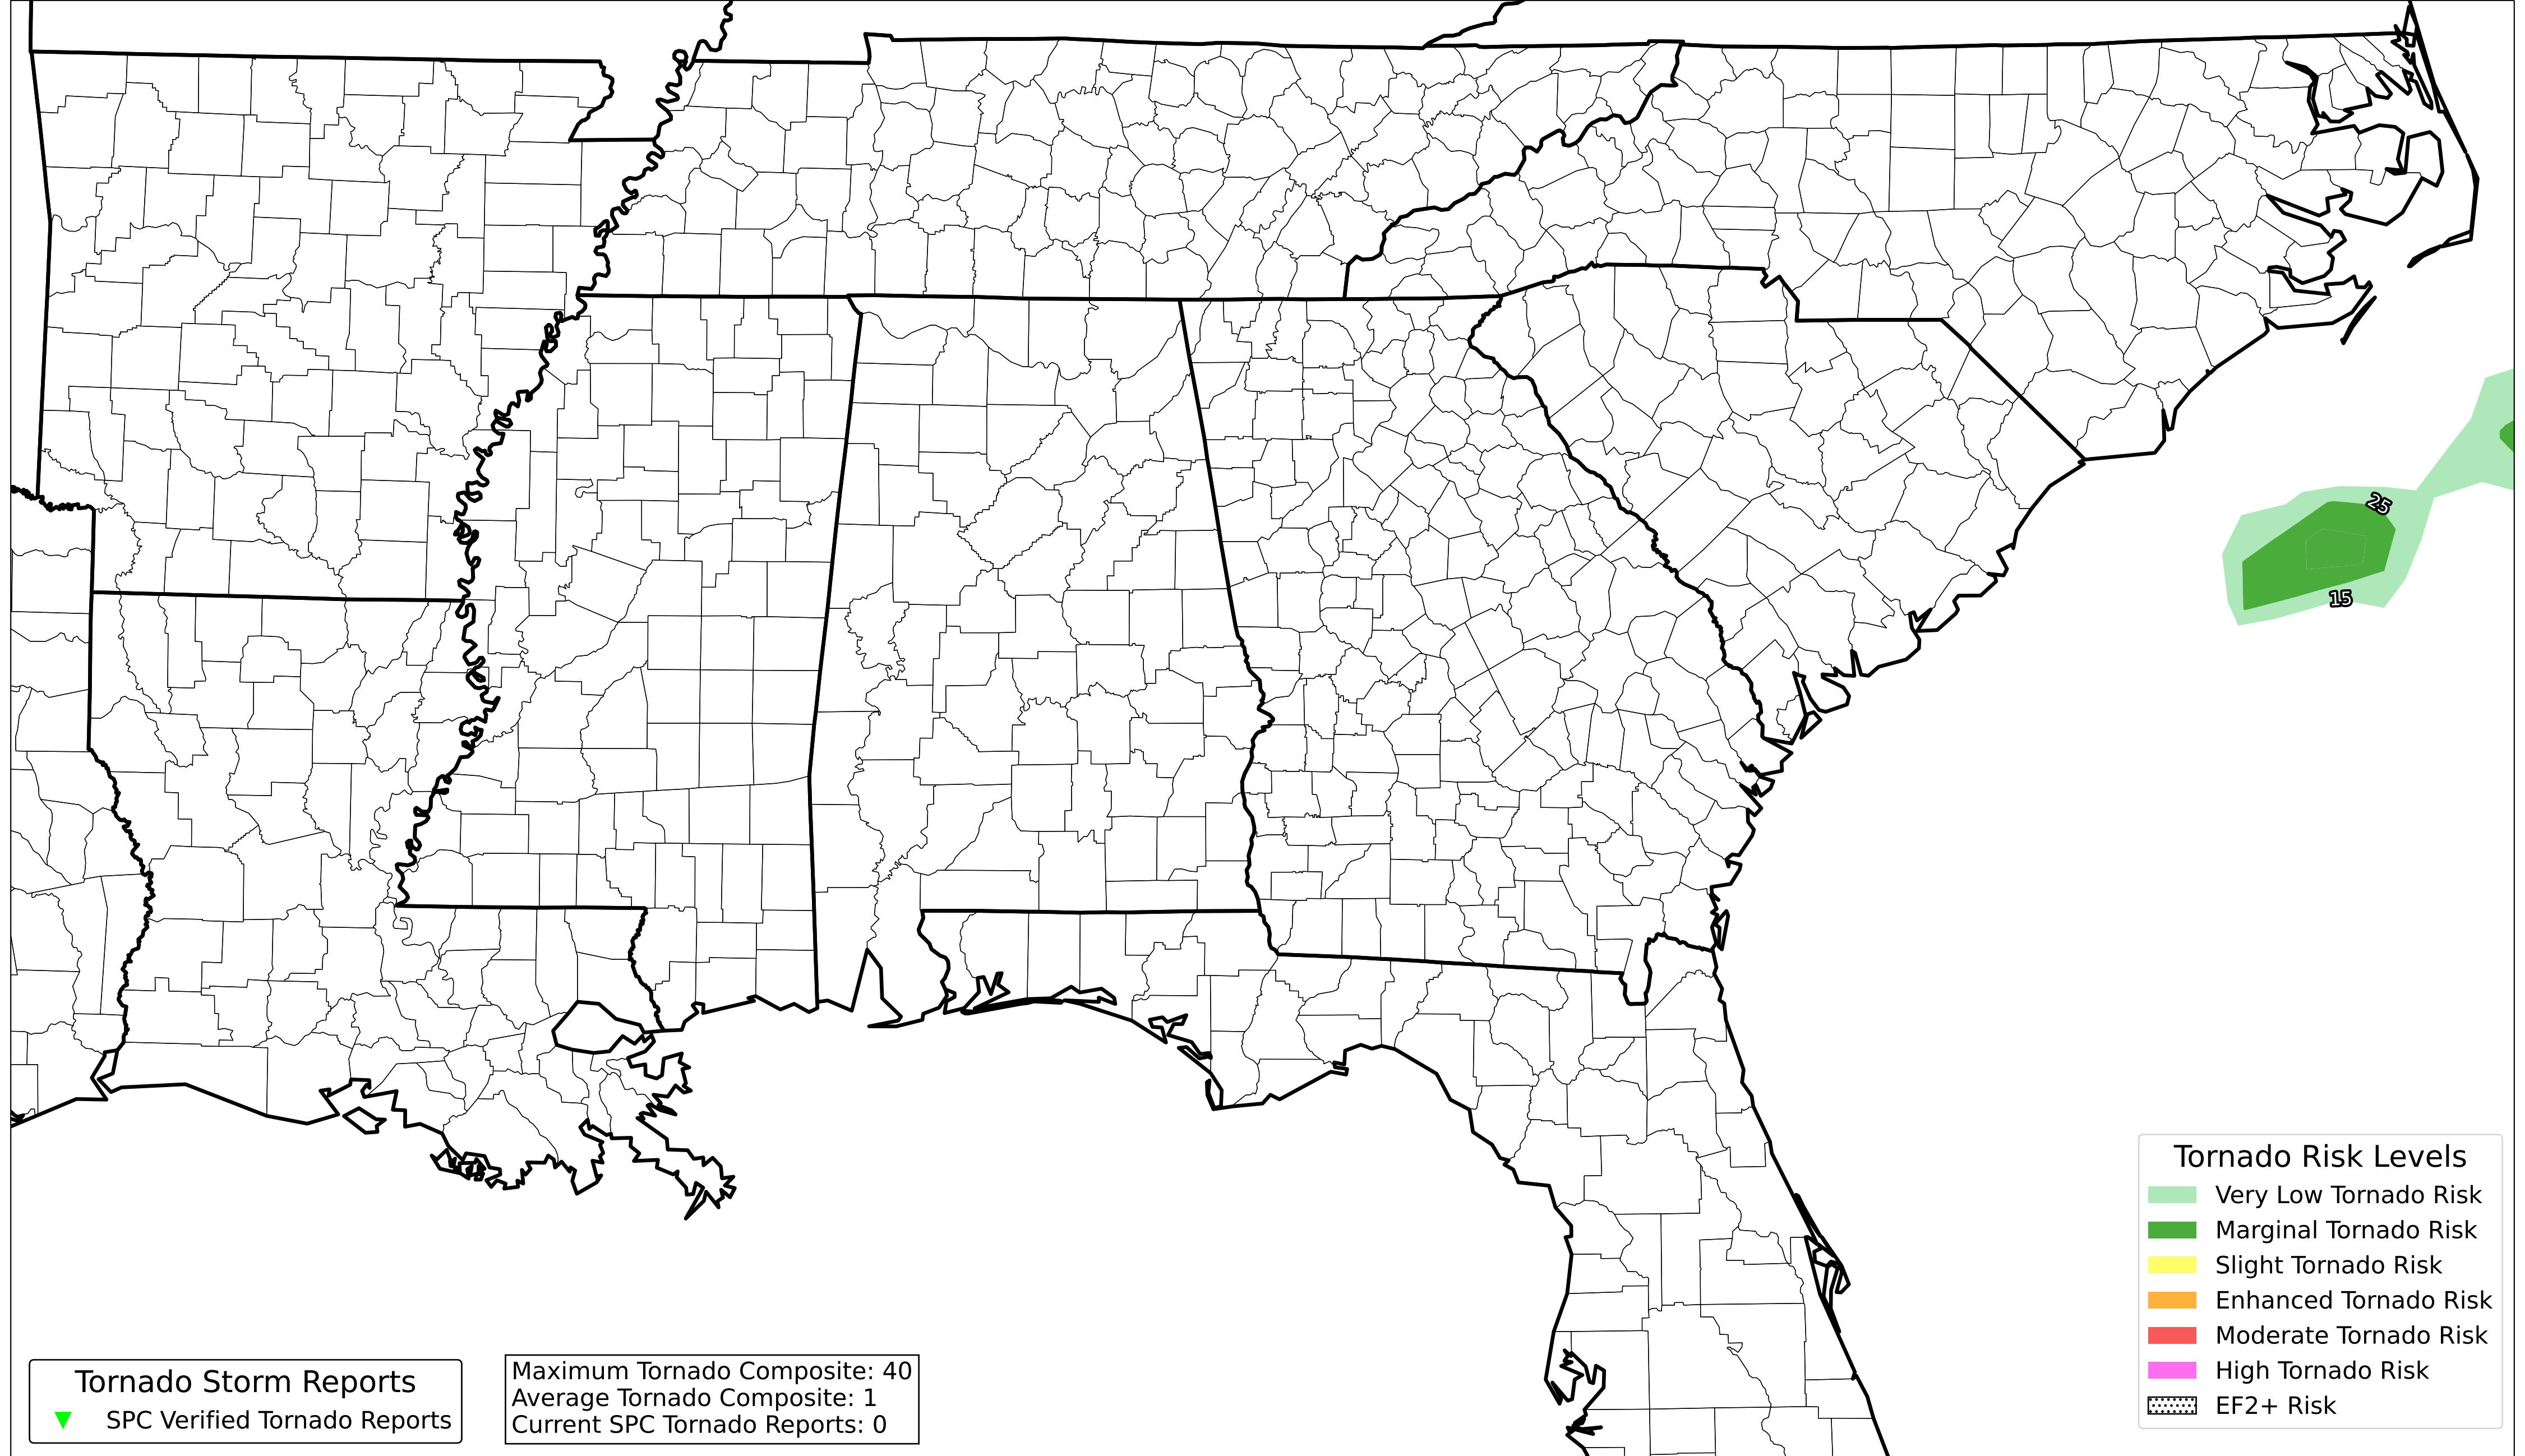 25
15
Tornado Risk Levels
Very Low Tornado Risk
Marginal Tornado Risk
Slight Tornado Risk
Enhanced Tornado Risk
Moderate Tornado Risk
High Tornado Risk
EF2+ Risk
Tornado Storm Reports
SPC Verified Tornado Reports
Maximum Tornado Composite: 40
Average Tornado Composite: 1
Current SPC Tornado Reports: 0